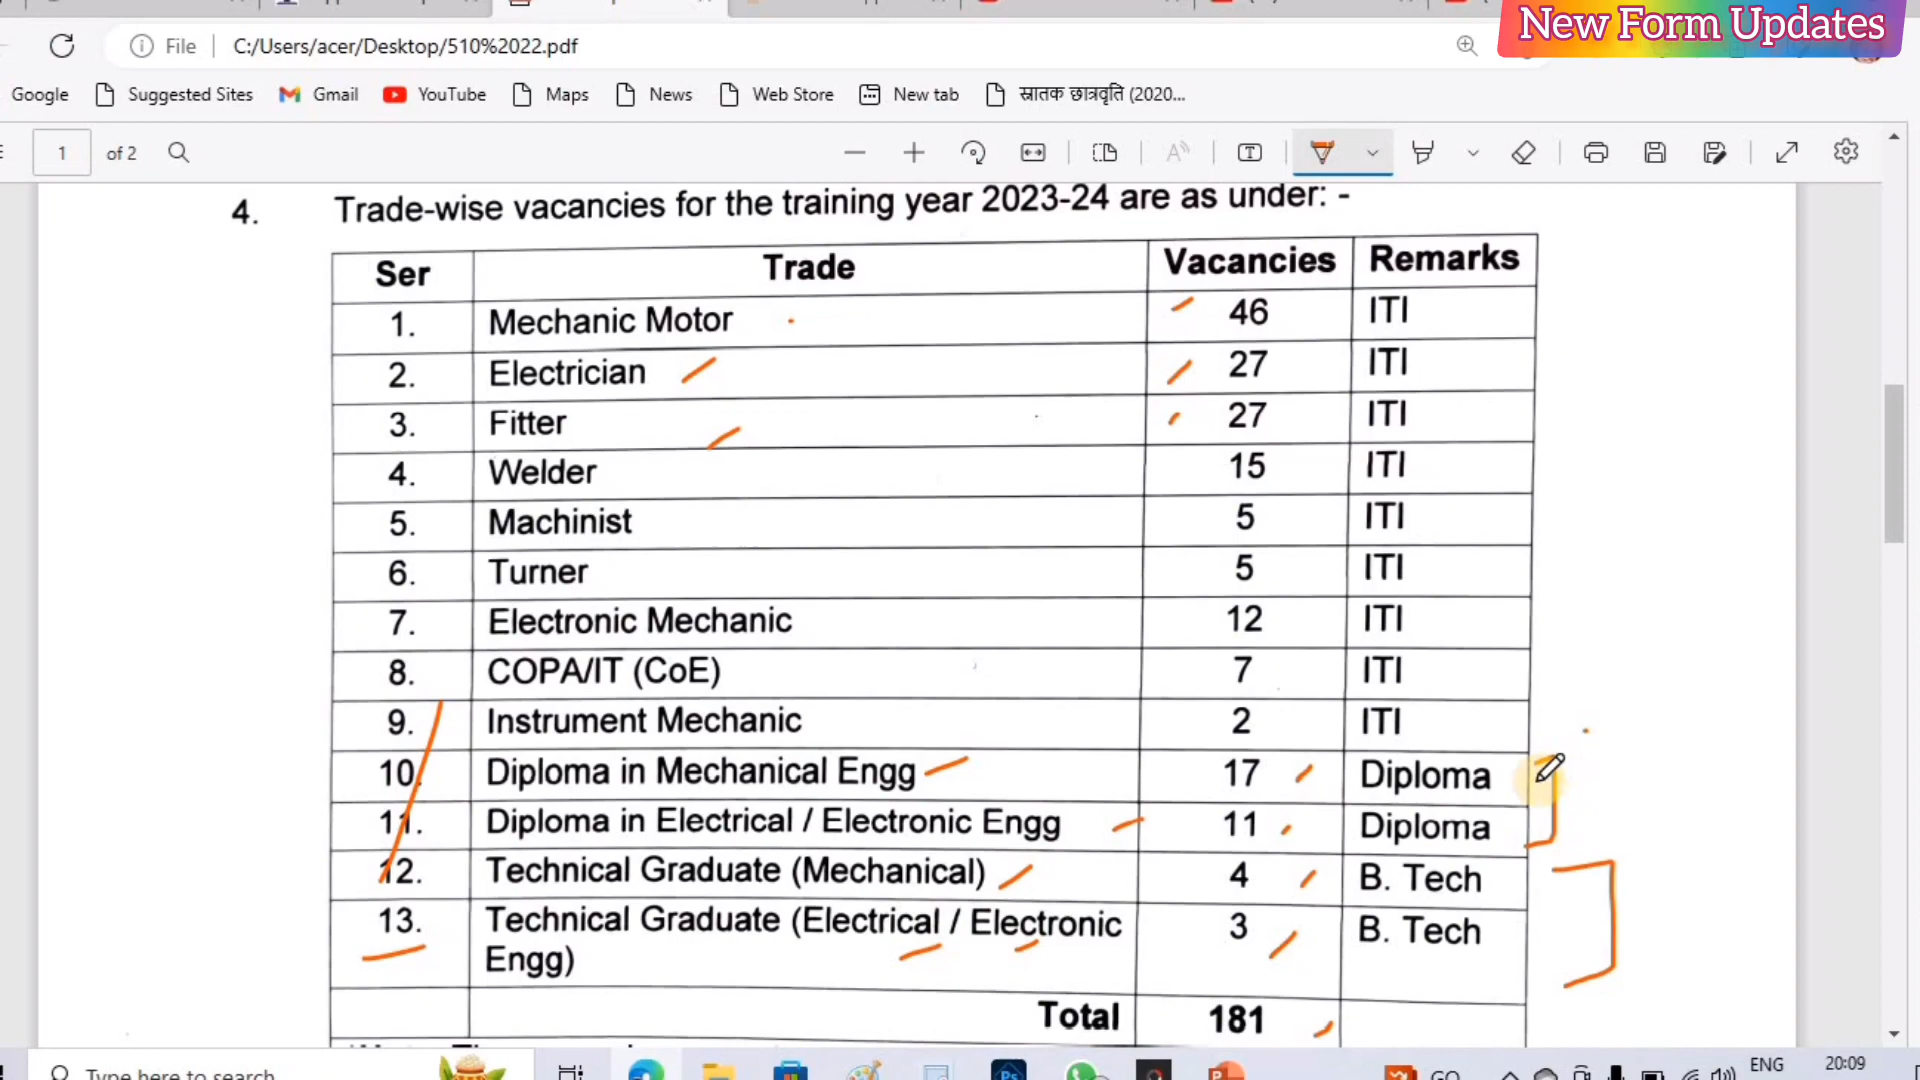 New Form Updates
File C:/Users/acer/Desktop/510%2022.pdf
Google Suggested Sites Gmail YouTube Maps News Web Store New tab स्नातक छात्रवृति (2020...
1 of 2
4. Trade-wise vacancies for the training year 2023-24 are as under: -
Ser Trade Vacancies Remarks
1. Mechanic Motor 46 ITI
2. Electrician 27 ITI
3. Fitter 27 ITI
4. Welder 15 ITI
5. Machinist 5 ITI
6. Turner 5 ITI
7. Electronic Mechanic 12 ITI
8. COPA/IT (CoE) 7 ITI
9. Instrument Mechanic 2 ITI
10. Diploma in Mechanical Engg 17 Diploma
11. Diploma in Electrical / Electronic Engg 11 Diploma
12. Technical Graduate (Mechanical) 4 B. Tech
13. Technical Graduate (Electrical / Electronic 3 B. Tech
Engg)
Total 181
Type here to search ENG 20:09